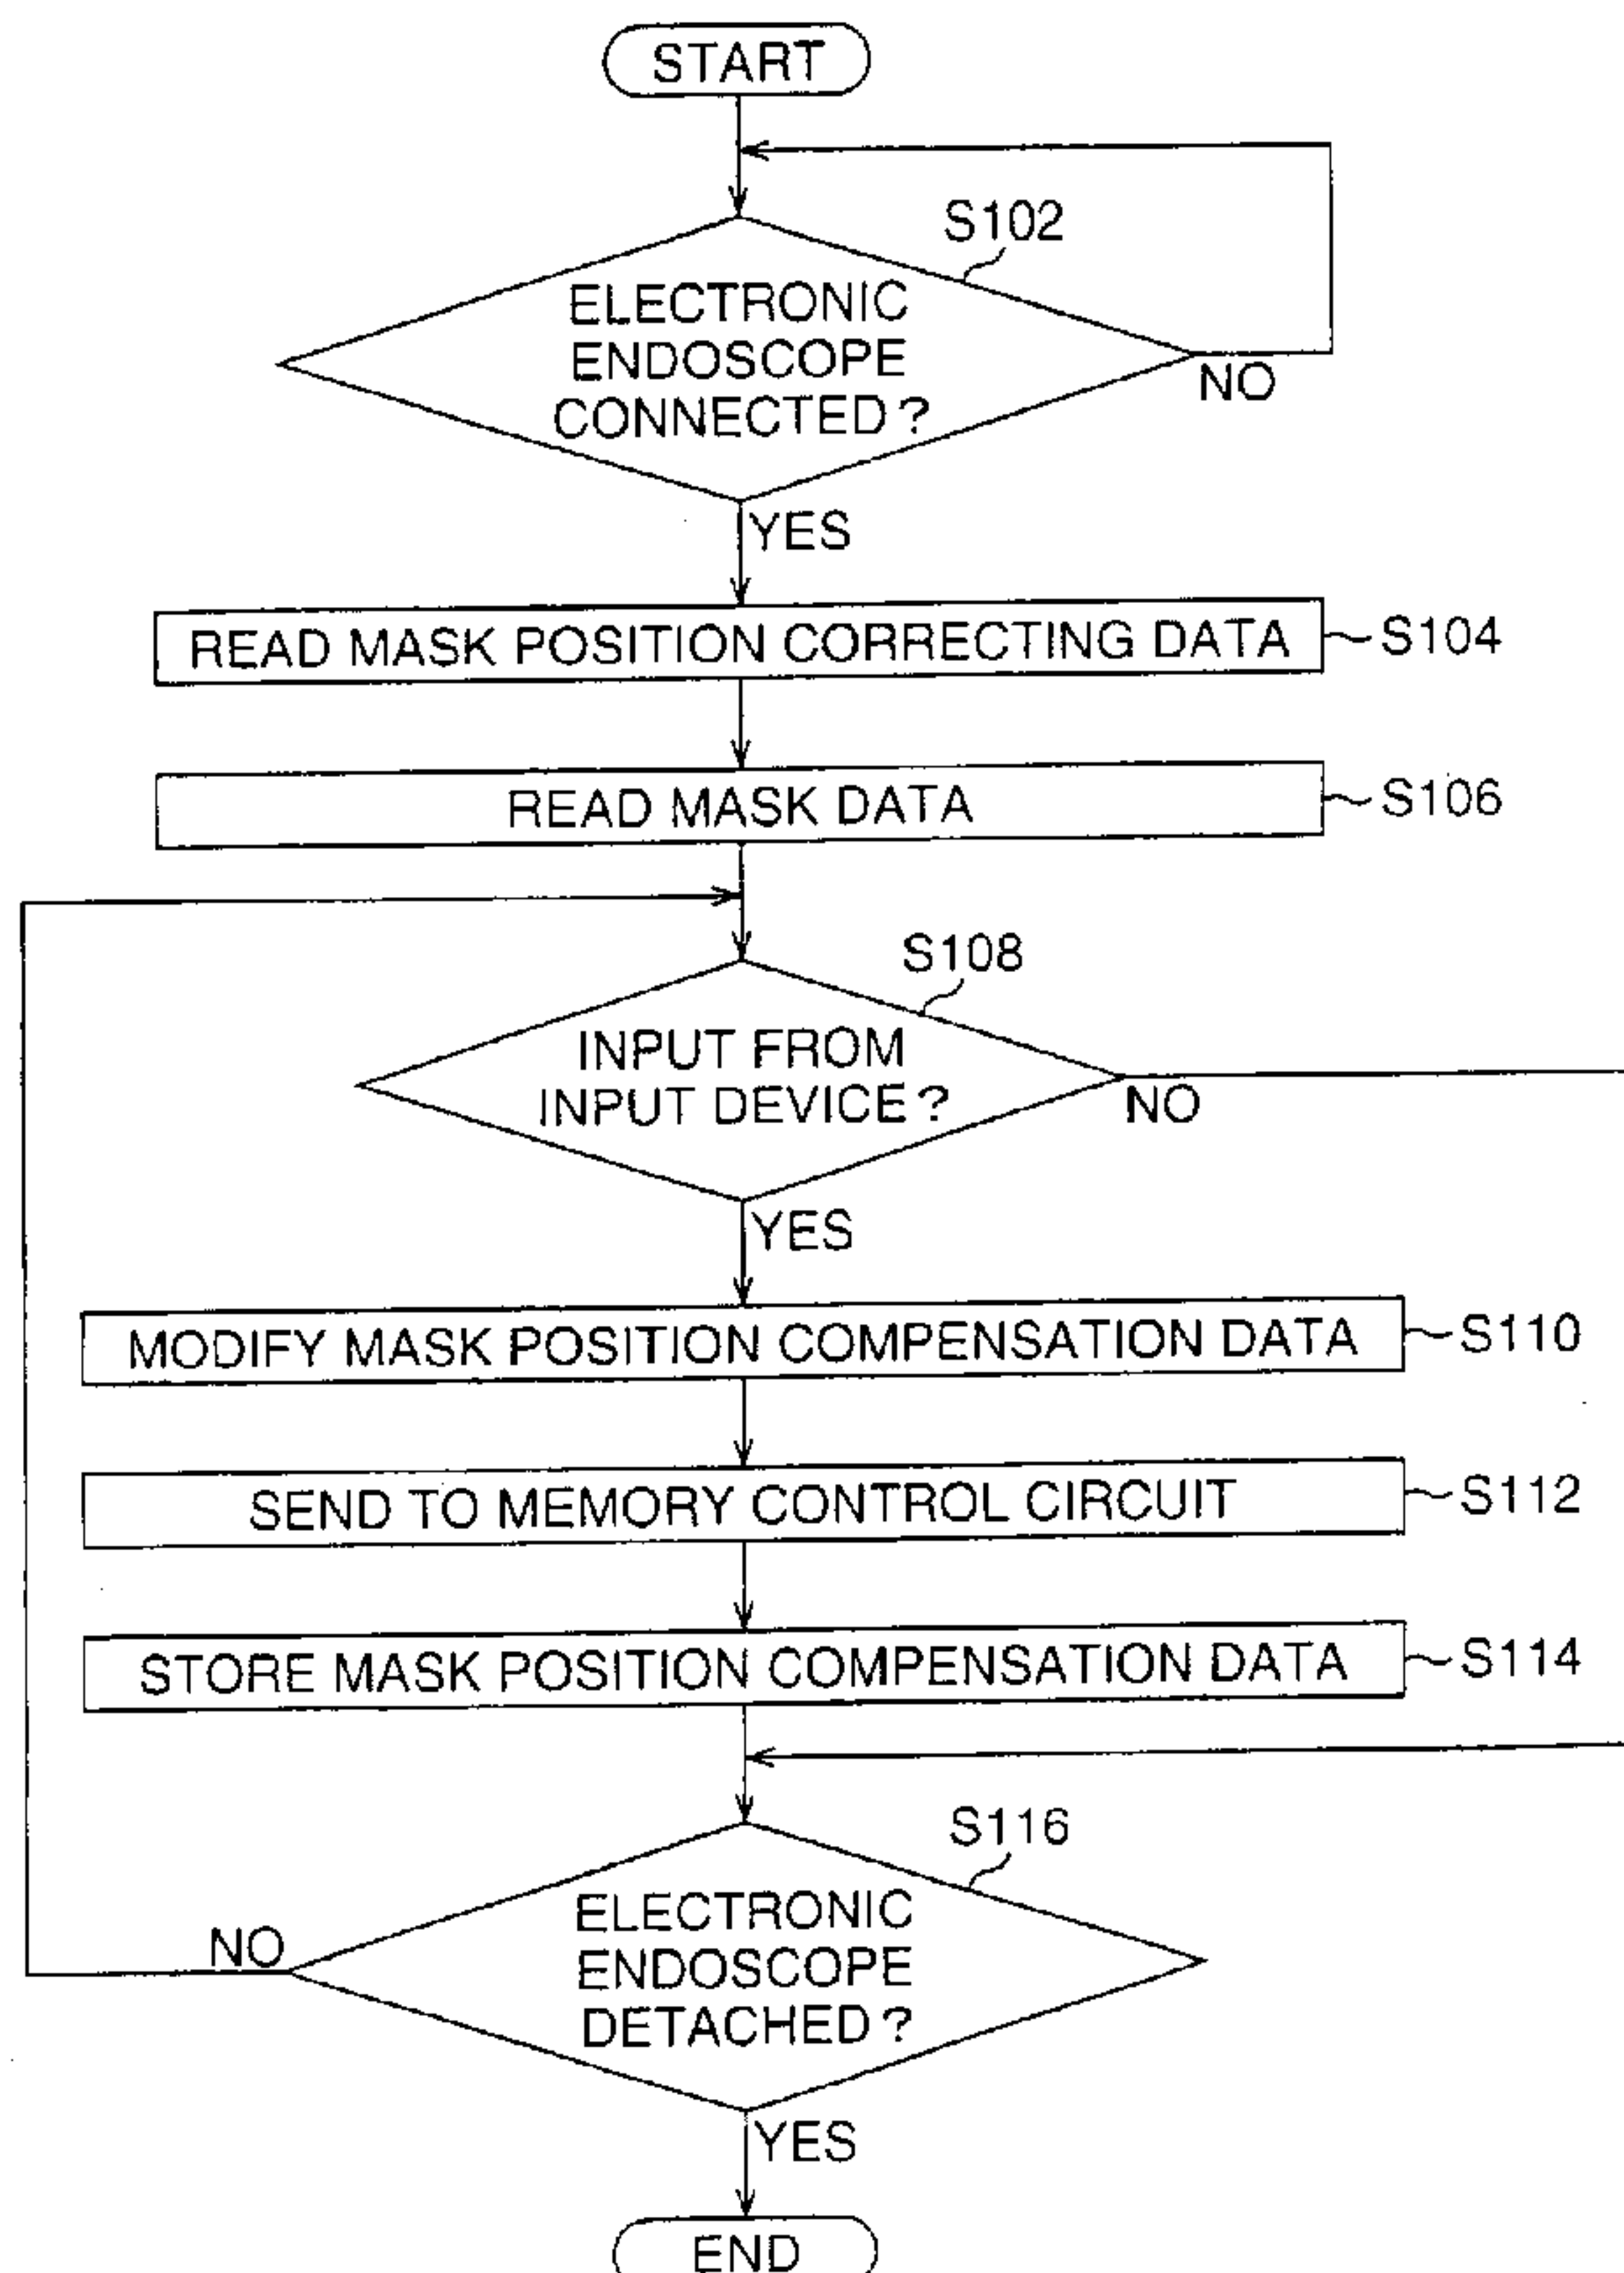 START
S102
ELECTRONIC
ENDOSCOPE
CONNECTED?
NO
YES
READ MASK POSITION CORRECTING DATA
S104
READ MASK DATA
S106
S108
INPUT FROM
INPUT DEVICE?
NO
YES
MODIFY MASK POSITION COMPENSATION DATA
S110
SEND TO MEMORY CONTROL CIRCUIT
S112
STORE MASK POSITION COMPENSATION DATA
S114
S116
ELECTRONIC
ENDOSCOPE
DETACHED?
NO
YES
END